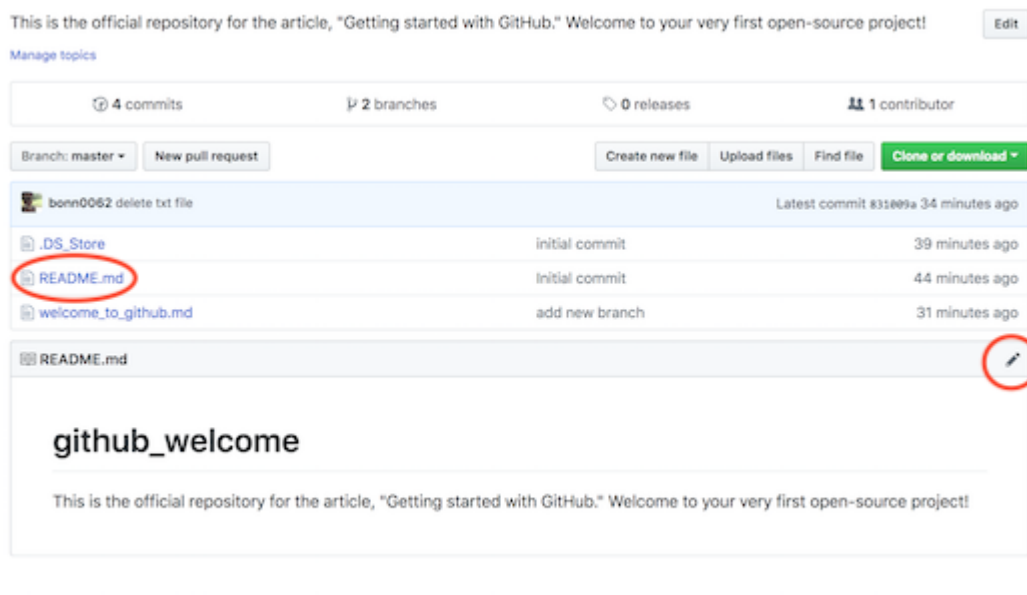 This is the official repository for the article, "Getting started with GitHub." Welcome to your very first open-source project!
Edit
Manage topics
4 commits 2 branches 0 releases 1 contributor
Branch: master New pull request Create new file Upload files Find file Clone or download
bonn0062 delete txt file Latest commit 831009a 34 minutes ago
.DS_Store initial commit 39 minutes ago
README.md Initial commit 44 minutes ago
welcome_to_github.md add new branch 31 minutes ago
README.md
github_welcome
This is the official repository for the article, "Getting started with GitHub." Welcome to your very first open-source project!